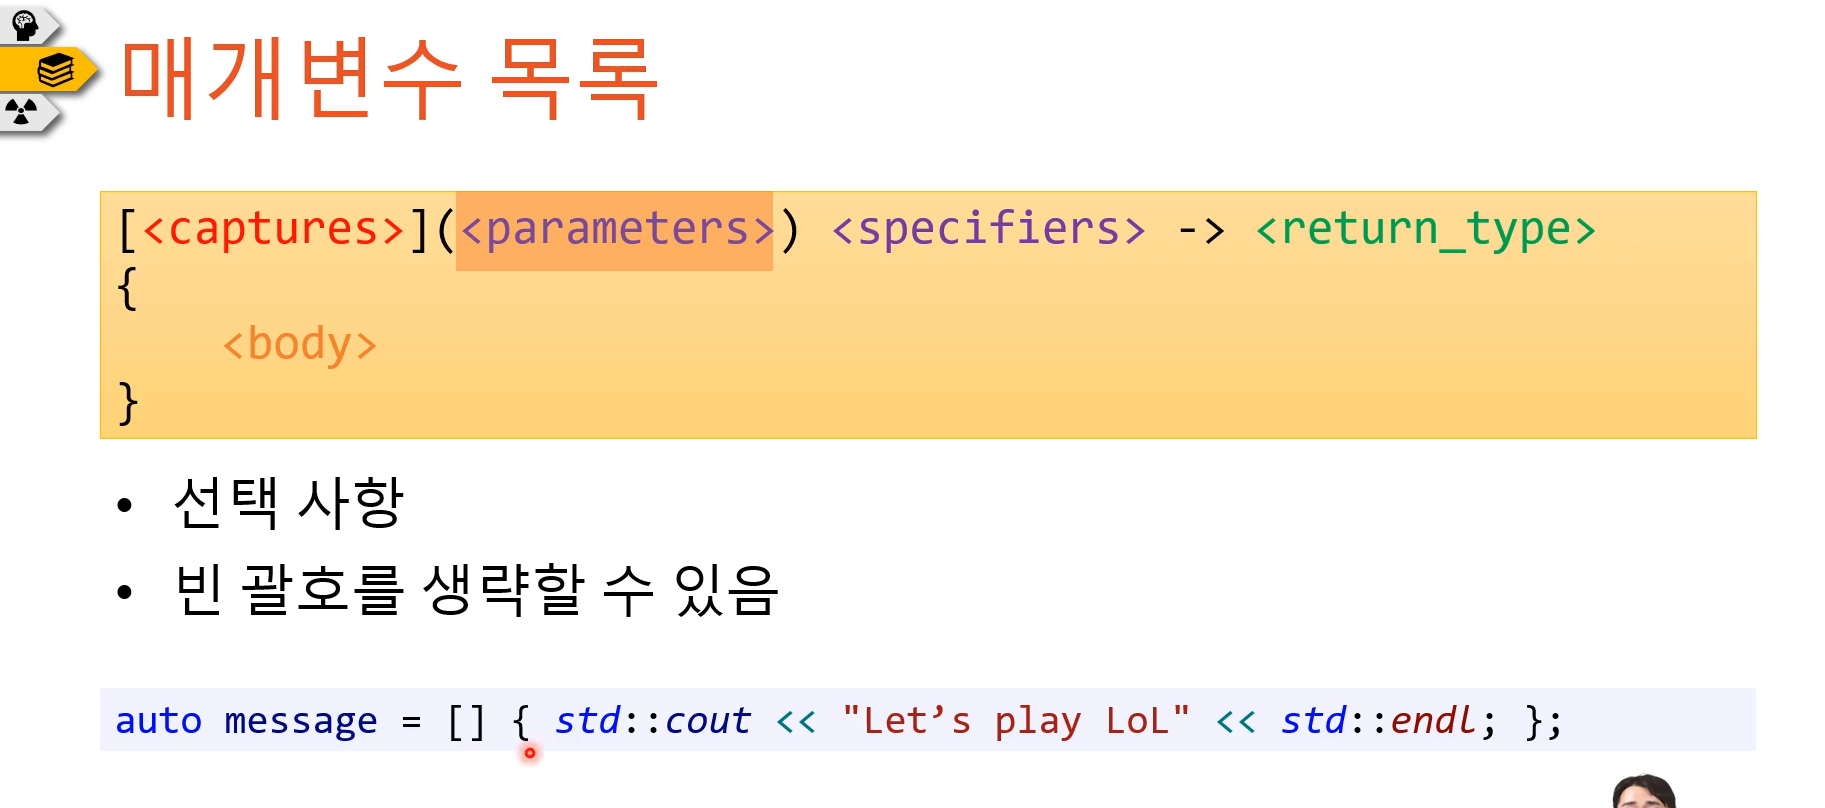 매개변수 목록
[<captures>](<parameters>) <specifiers> -> <return_type>
{
<body>
}
• 선택 사항
• 빈 괄호를 생략할 수 있음
auto message = [] { std::cout << "Let’s play LoL" << std::endl; };